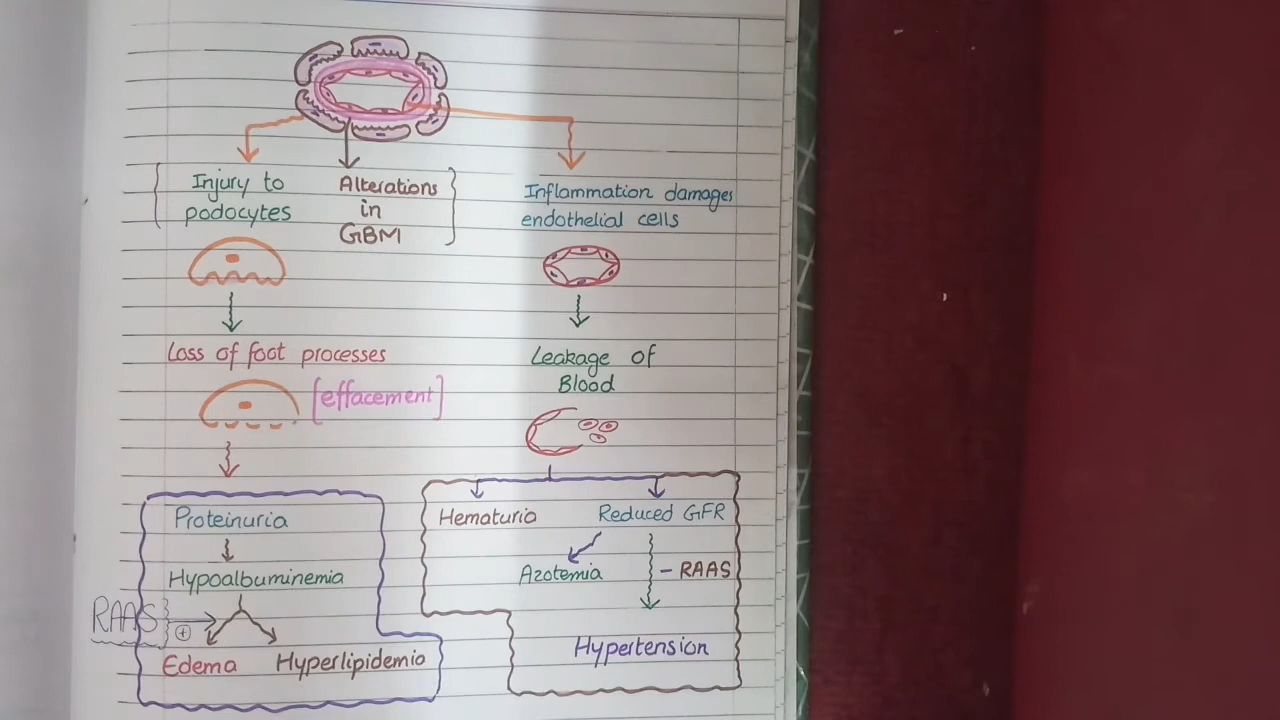 Injury to
podocytes
Alterations
in
GBM
Inflammation damages
endothelial cells
Loss of foot processes
[effacement]
Leakage of
Blood
Proteinuria
Hypoalbuminemia
RAAS
+
Edema
Hyperlipidemia
Hematuria
Reduced GFR
Azotemia
- RAAS
Hypertension